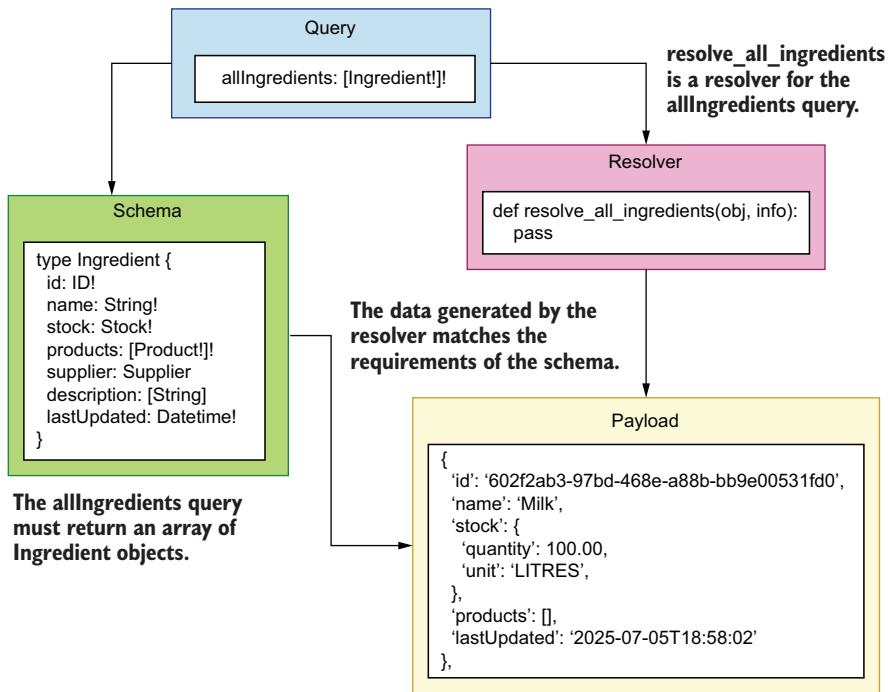 Query
allIngredients: [Ingredient!]!
resolve_all_ingredients
is a resolver for the
allIngredients query.
Resolver
def resolve_all_ingredients(obj, info):
pass
Schema
type Ingredient {
id: ID!
name: String!
stock: Stock!
products: [Product!]!
supplier: Supplier
description: [String]
lastUpdated: Datetime!
}
The allIngredients query
must return an array of
Ingredient objects.
The data generated by the
resolver matches the
requirements of the schema.
Payload
{
‘id’: ‘602f2ab3-97bd-468e-a88b-bb9e00531fd0’,
‘name’: ‘Milk’,
‘stock’: {
‘quantity’: 100.00,
‘unit’: ‘LITRES’,
},
‘products’: [],
‘lastUpdated’: ‘2025-07-05T18:58:02’
},